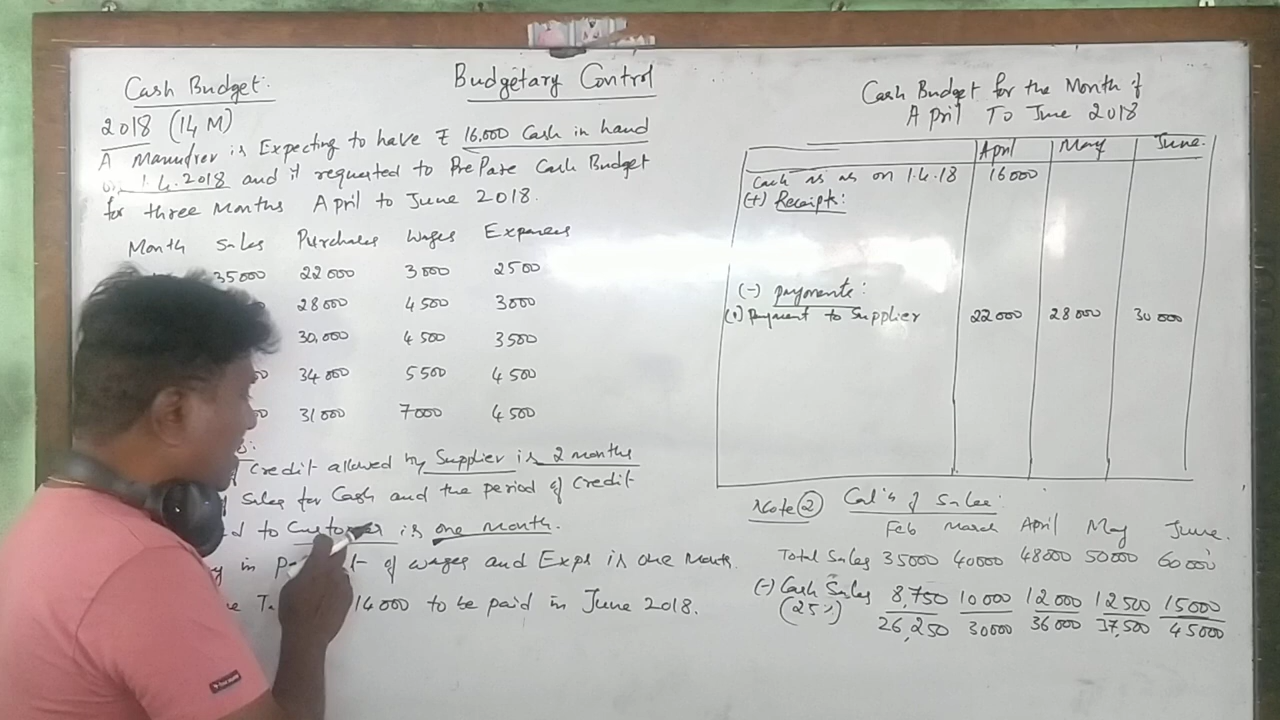 Cash Budget:
Budgetary Control
2018 (14 M)
A Manufrer is Expecting to have ₹ 16,000 Cash in hand
on 1.4.2018 and it requested to PrePare Cash Budget
for three Months April to June 2018.
Month Sales Purchases Wages Expenses
35000 22000 3000 2500
28000 4500 3000
30,000 4500 3500
34000 5500 4500
31000 7000 4500
Credit allowed by Supplier is 2 months
Sales for Cash and the period of Credit
to Customer is one month.
in of wages and Exps is one Month.
14000 to be paid in June 2018.
Cash Budget for the Month of
April To June 2018
April May June
Cash as as on 1.4.18 16000
(+) Receipts:
(-) payments:
(1) Payment to Supplier 22000 28000 30000
Note ② Cal'n of Sales:
Feb March April May June
Total Sales 35000 40000 48000 50000 60000
(-) Cash Sales 8,750 10000 12000 12500 15000
(25%) 26,250 30000 36000 37,500 45000